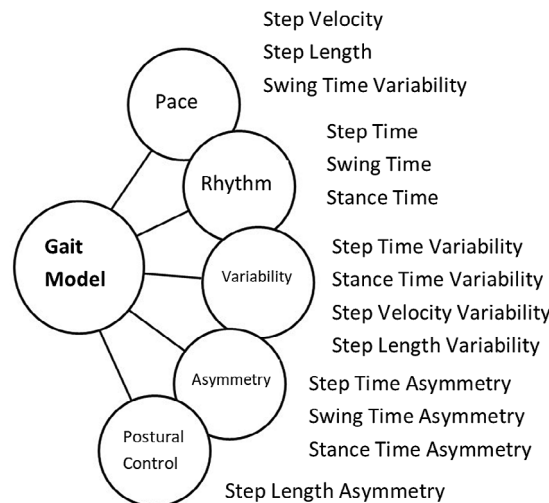 Step Velocity
Step Length
Swing Time Variability
Pace
Step Time
Swing Time
Stance Time
Rhythm
Gait
Model
Step Time Variability
Stance Time Variability
Step Velocity Variability
Step Length Variability
Variability
Asymmetry
Step Time Asymmetry
Swing Time Asymmetry
Stance Time Asymmetry
Postural
Control
Step Length Asymmetry